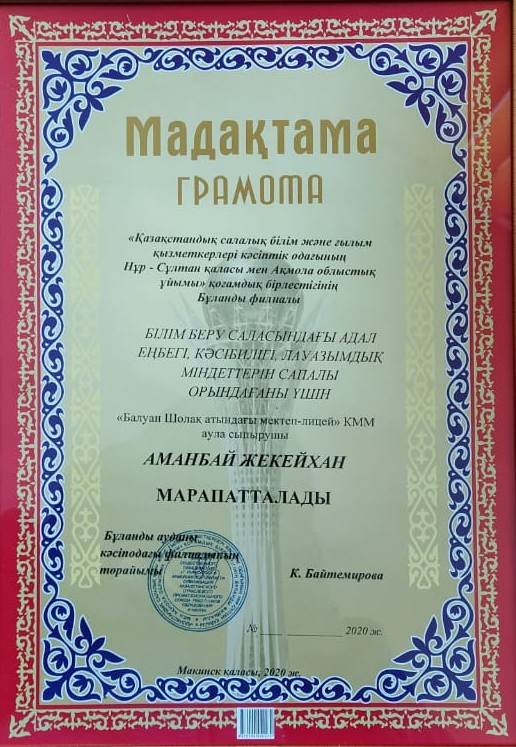 Мадақтама
ГРАМОТА
«Қазақстандық салалық білім және ғылым
қызметкерлері кәсіптік одағының
Нұр - Сұлтан қаласы мен Ақмола облыстық
ұйымы» қоғамдық бірлестігінің
Бұланды филиалы
БІЛІМ БЕРУ САЛАСЫНДАҒЫ АДАЛ
ЕҢБЕГІ, КӘСІБИЛІГІ, ЛАУАЗЫМДЫҚ
МІНДЕТТЕРІН САПАЛЫ
ОРЫНДАҒАНЫ ҮШІН
«Балуан Шолақ атындағы мектеп-лицей» КММ
аула сыпырушы
АМАНБАЙ ЖЕКЕЙХАН
МАРАПАТТАЛАДЫ
Бұланды ауданы
кәсіподағы филиалының
төрайымы
К. Байтемирова
№ ____________ 2020 ж.
Макинск қаласы, 2020 ж.